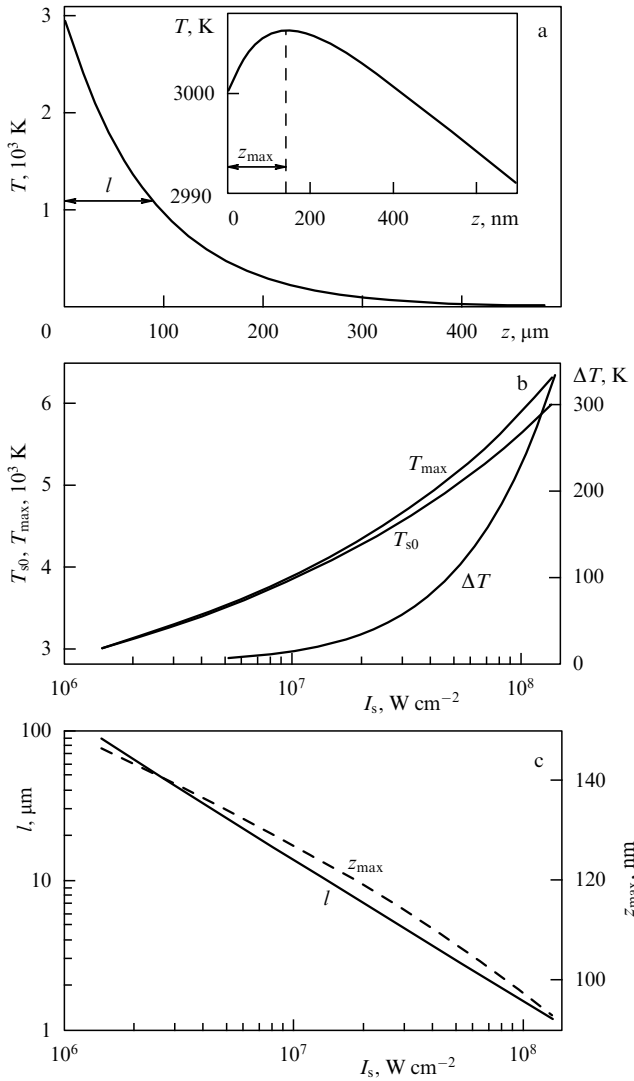 a
T, 10³ K
3
2
1
0
100
200
300
400
z, μm
l
T, K
3000
2990
z_max
0
200
400
z, nm
b
T_s0, T_max, 10³ K
6
5
4
3
ΔT, K
300
200
100
0
T_max
T_s0
ΔT
10⁶
10⁷
10⁸
I_s, W cm⁻²
c
l, μm
100
10
1
z_max, nm
140
120
100
z_max
l
10⁶
10⁷
10⁸
I_s, W cm⁻²